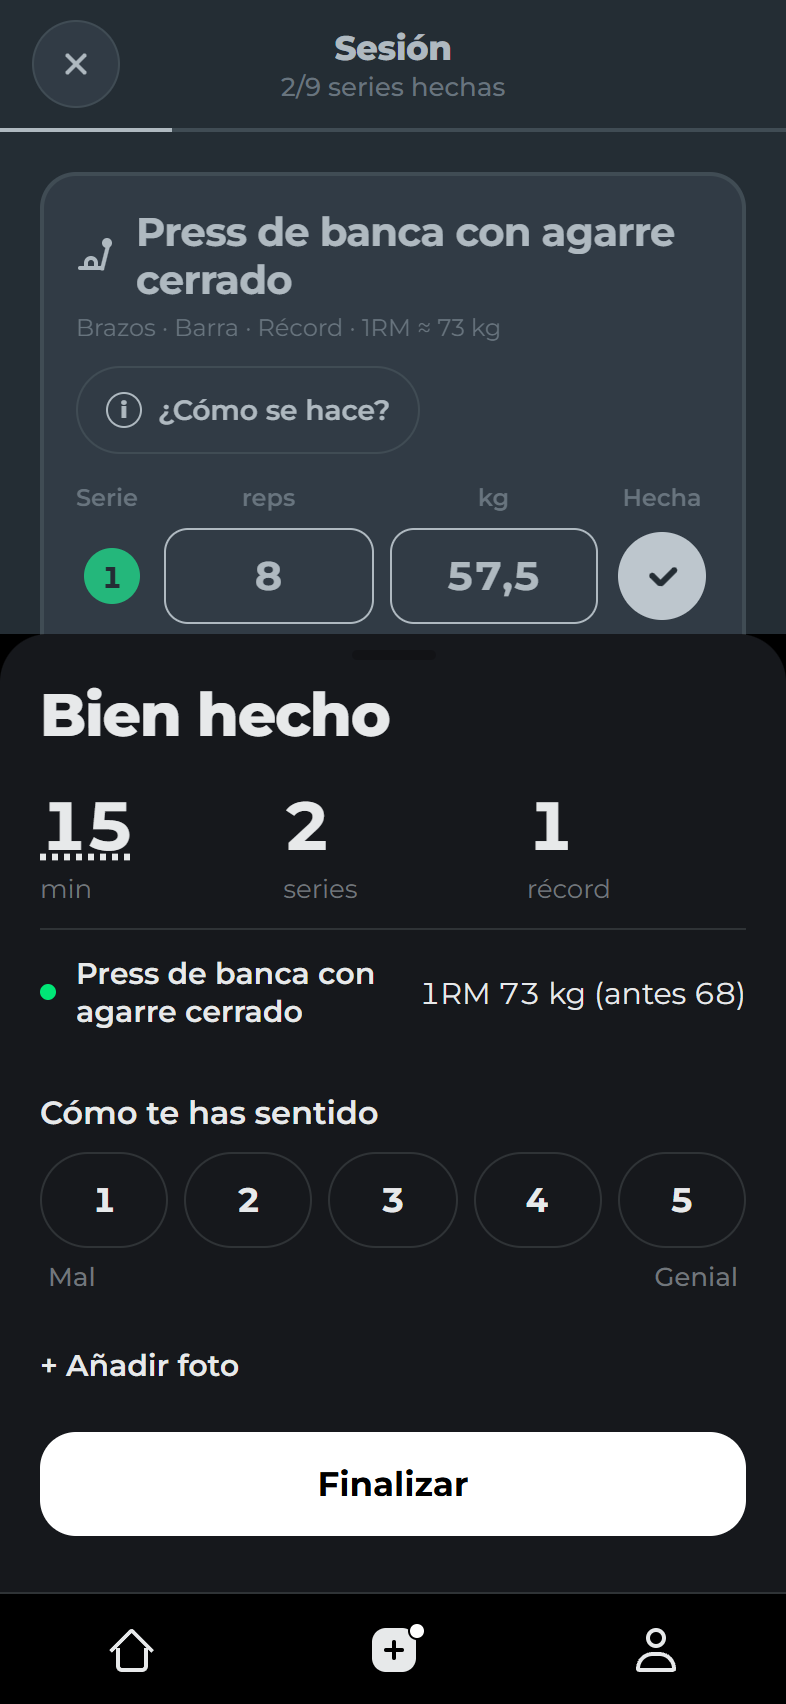 Sesión
2/9 series hechas
Press de banca con agarre
cerrado
Brazos · Barra · Récord · 1RM ≈ 73 kg
¿Cómo se hace?
Serie reps kg Hecha
1 8 57,5
Bien hecho
15 2 1
min series récord
Press de banca con
agarre cerrado
1RM 73 kg (antes 68)
Cómo te has sentido
1 2 3 4 5
Mal Genial
+ Añadir foto
Finalizar